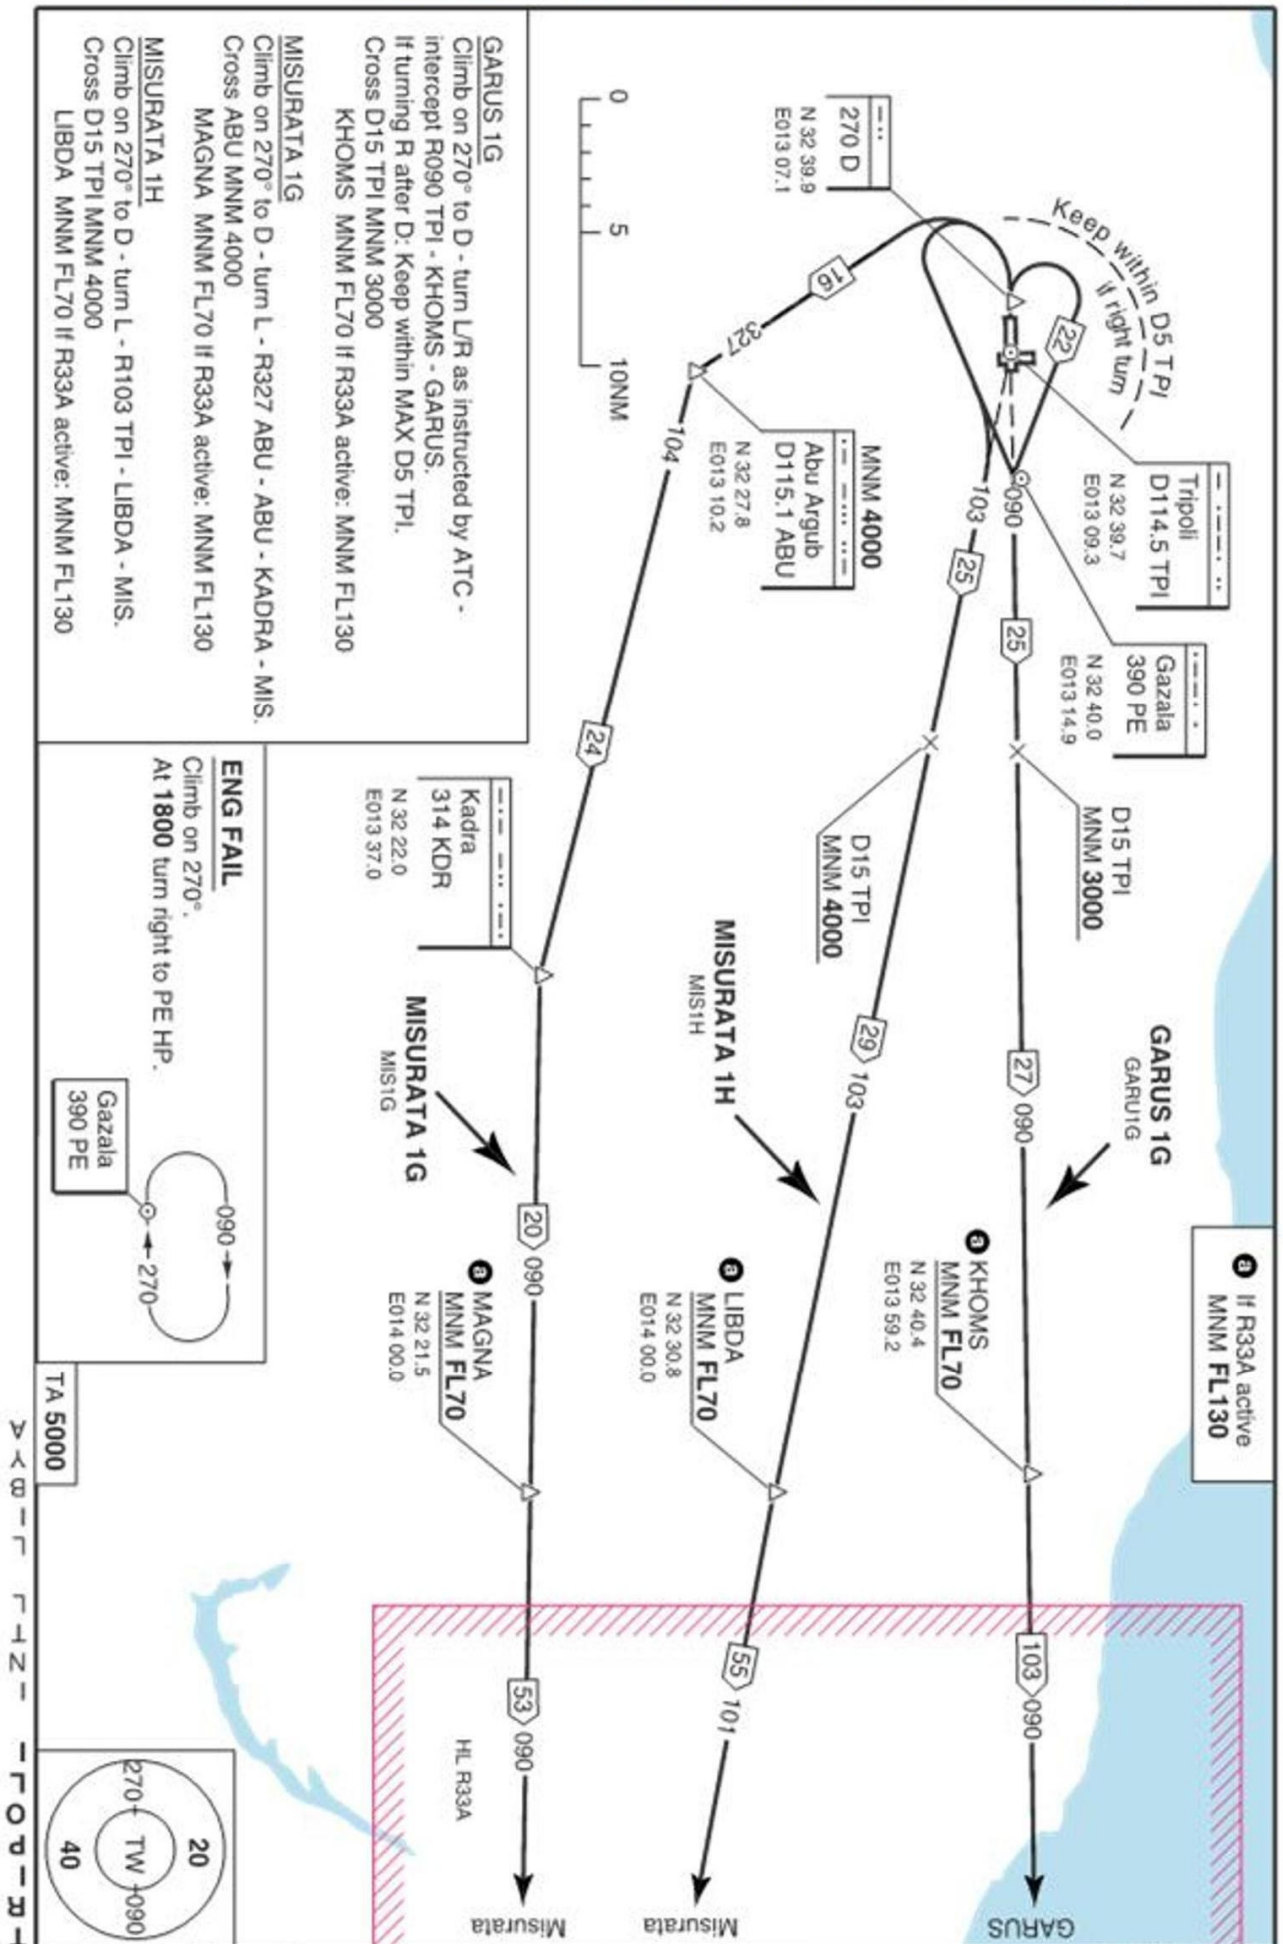 Keep within D5 TPI
if right turn
270 D
N 32 39.9
E013 07.1
Tripoli
D114.5 TPI
N 32 39.7
E013 09.3
Gazala
390 PE
N 32 40.0
E013 14.9
D15 TPI
MNM 3000
GARUS 1G
GARU1G
a If R33A active
MNM FL130
22
090
25
27 090
a KHOMS
MNM FL70
N 32 40.4
E013 59.2
103 090
GARUS
103
25
D15 TPI
MNM 4000
29 103
MISURATA 1H
MIS1H
a LIBDA
MNM FL70
N 32 30.8
E014 00.0
55 101
Misurata
16
327
MNM 4000
Abu Argub
D115.1 ABU
N 32 27.8
E013 10.2
104
24
Kadra
314 KDR
N 32 22.0
E013 37.0
MISURATA 1G
MIS1G
20 090
a MAGNA
MNM FL70
N 32 21.5
E014 00.0
53 090
Misurata
HL R33A
0 5 10NM
GARUS 1G
Climb on 270° to D - turn L/R as instructed by ATC -
intercept R090 TPI - KHOMS - GARUS.
If turning R after D: Keep within MAX D5 TPI.
Cross D15 TPI MNM 3000
KHOMS MNM FL70 If R33A active: MNM FL130
MISURATA 1G
Climb on 270° to D - turn L - R327 ABU - ABU - KADRA - MIS.
Cross ABU MNM 4000
MAGNA MNM FL70 If R33A active: MNM FL130
MISURATA 1H
Climb on 270° to D - turn L - R103 TPI - LIBDA - MIS.
Cross D15 TPI MNM 4000
LIBDA MNM FL70 If R33A active: MNM FL130
ENG FAIL
Climb on 270°.
At 1800 turn right to PE HP.
090
270
Gazala
390 PE
TA 5000
20
270 TW 090
40